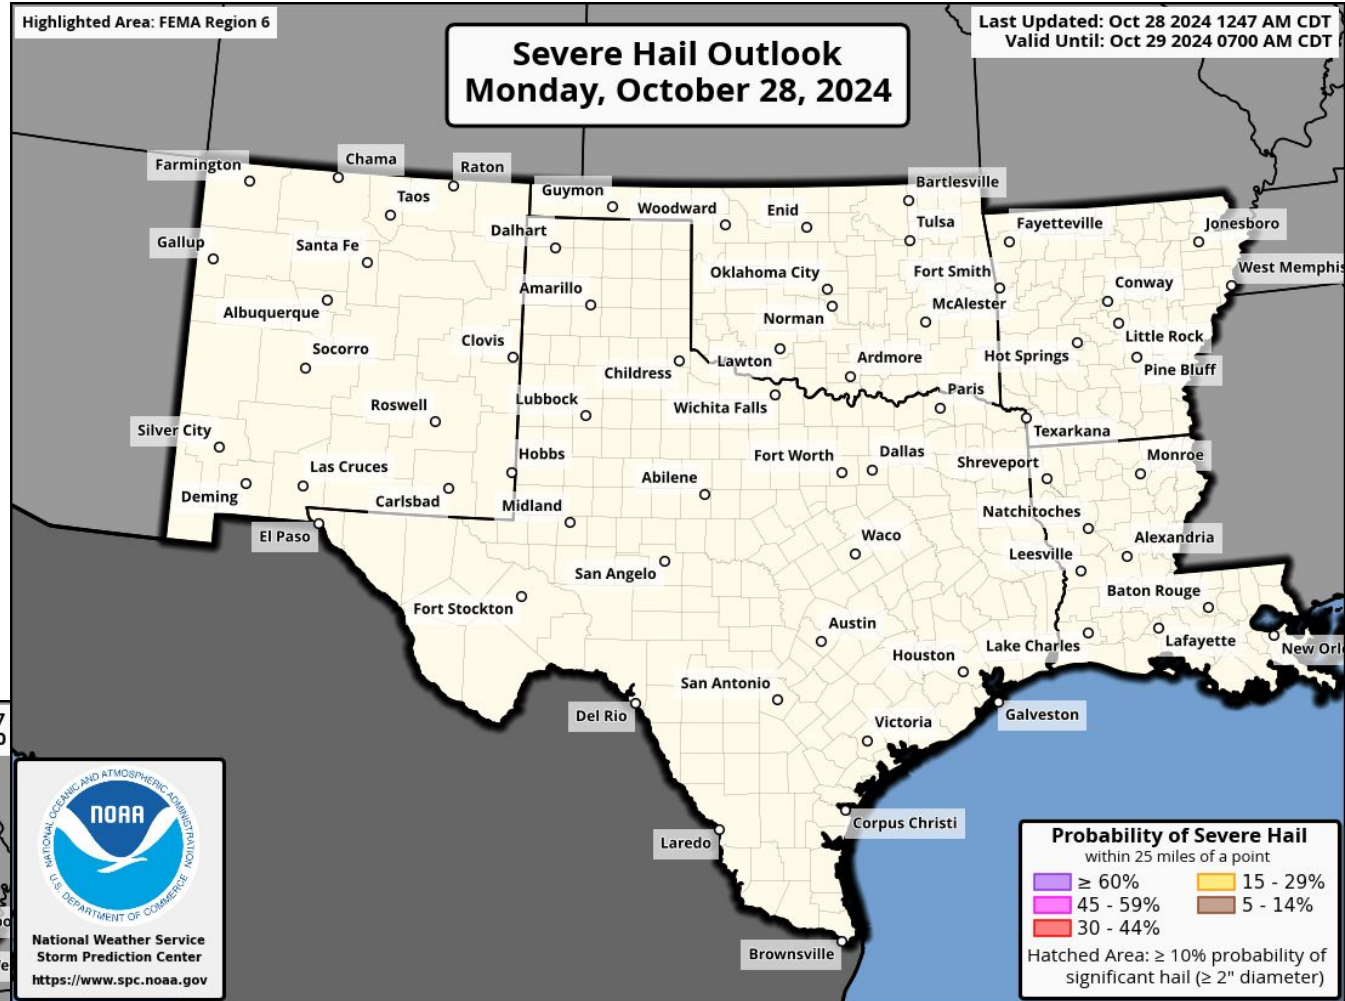 Highlighted Area: FEMA Region 6
Last Updated: Oct 28 2024 1247 AM CDT
Valid Until: Oct 29 2024 0700 AM CDT
Severe Hail Outlook
Monday, October 28, 2024
Farmington
Chama
Raton
Taos
Guymon
Woodward
Enid
Bartlesville
Gallup
Santa Fe
Dalhart
Tulsa
Fayetteville
Jonesboro
Albuquerque
Amarillo
Oklahoma City
Fort Smith
Conway
West Memphis
Norman
McAlester
Socorro
Clovis
Childress
Lawton
Ardmore
Hot Springs
Little Rock
Pine Bluff
Roswell
Lubbock
Wichita Falls
Paris
Silver City
Texarkana
Las Cruces
Hobbs
Abilene
Fort Worth
Dallas
Shreveport
Monroe
Deming
Carlsbad
Midland
Natchitoches
El Paso
San Angelo
Waco
Leesville
Alexandria
Fort Stockton
Baton Rouge
Austin
Houston
Lake Charles
Lafayette
New Orl
Del Rio
San Antonio
Victoria
Galveston
Laredo
Corpus Christi
Brownsville
NATIONAL OCEANIC AND ATMOSPHERIC ADMINISTRATION
NOAA
U.S. DEPARTMENT OF COMMERCE
National Weather Service
Storm Prediction Center
https://www.spc.noaa.gov
Probability of Severe Hail
within 25 miles of a point
≥ 60%
15 - 29%
45 - 59%
5 - 14%
30 - 44%
Hatched Area: ≥ 10% probability of
significant hail (≥ 2" diameter)